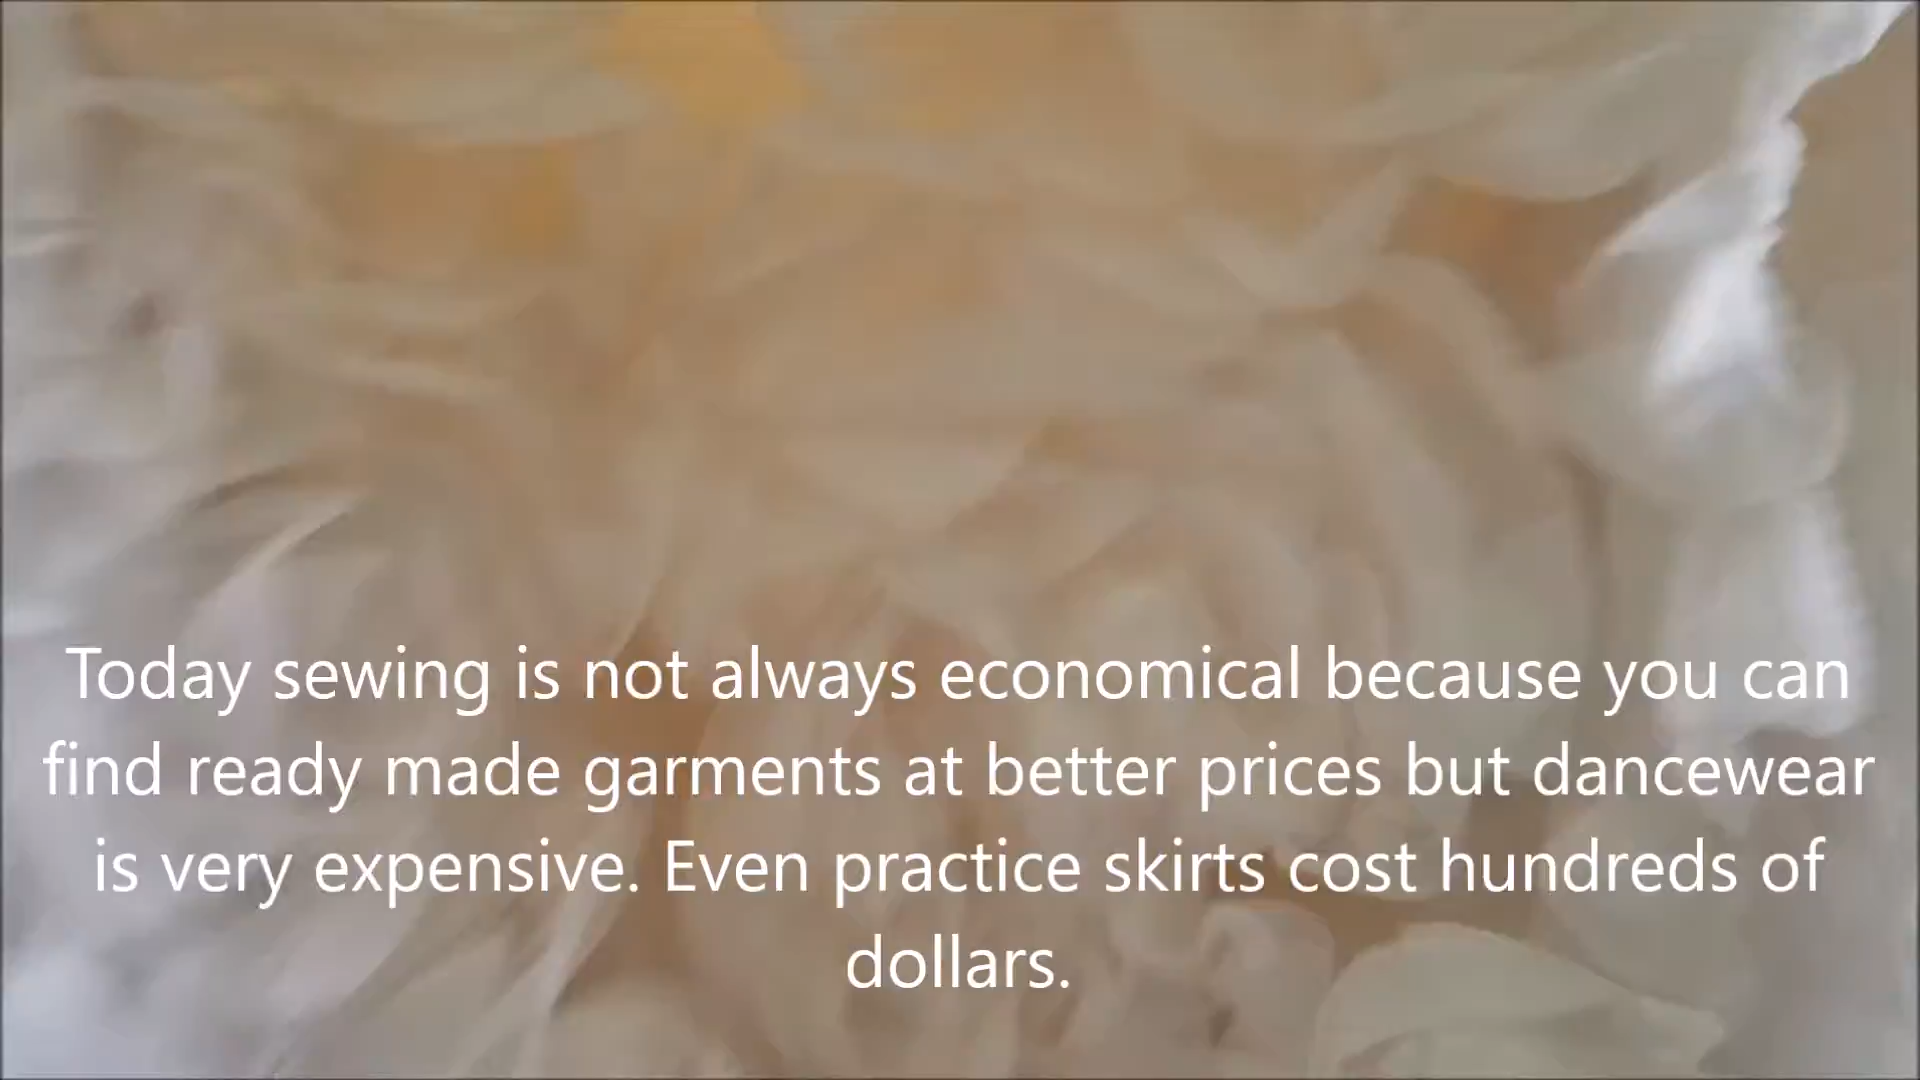 Today sewing is not always economical because you can
find ready made garments at better prices but dancewear
is very expensive. Even practice skirts cost hundreds of
dollars.